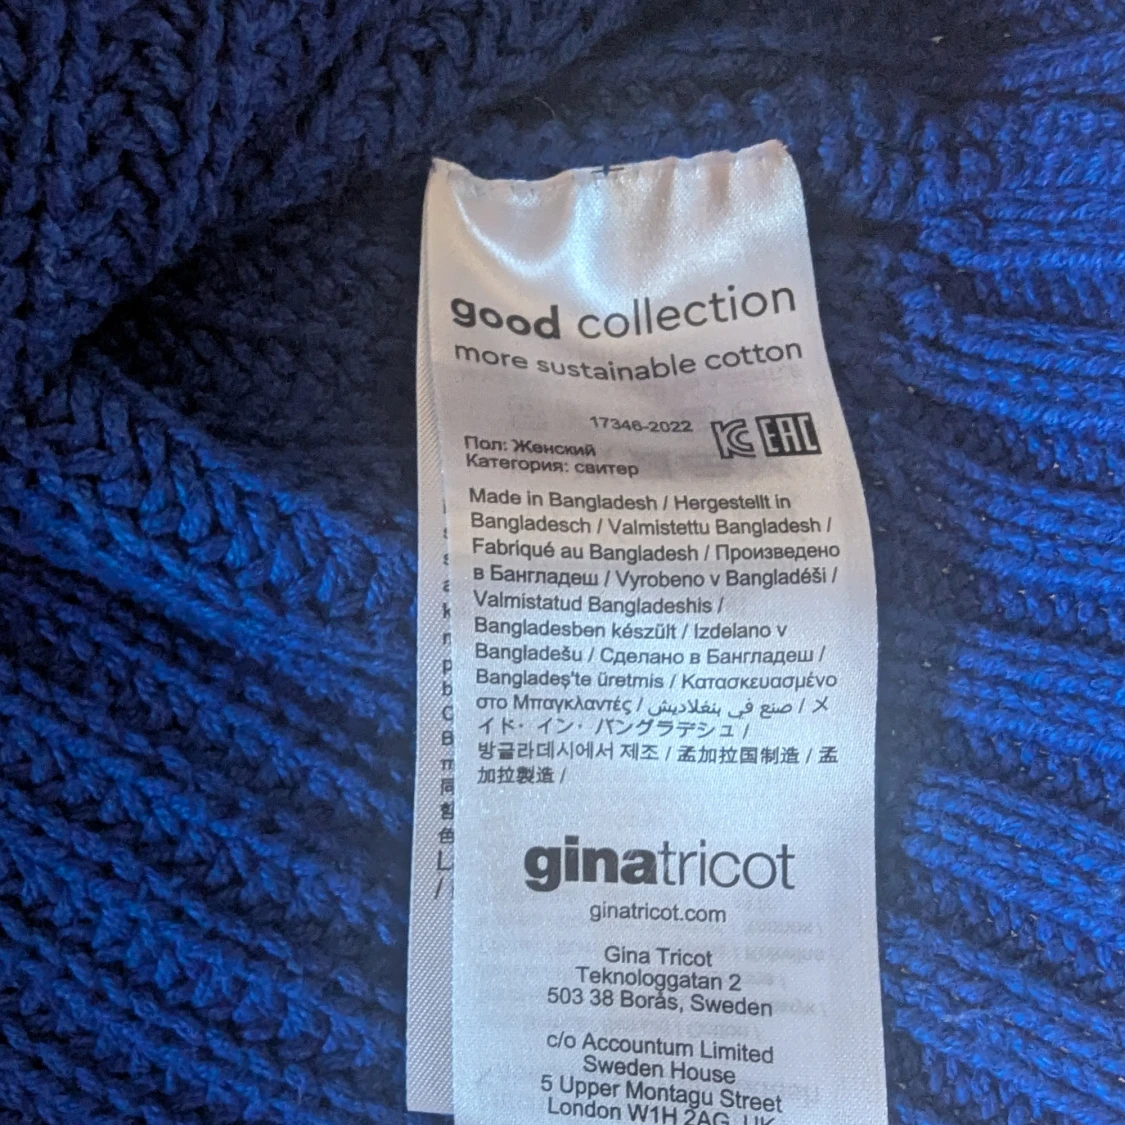 good collection
more sustainable cotton
17346-2022
EAC
Пол: Женский
Категория: свитер
Made in Bangladesh / Hergestellt in
Bangladesch / Valmistettu Bangladesh /
Fabriqué au Bangladesh / Произведено
в Бангладеш / Vyrobeno v Bangladéši /
Valmistatud Bangladeshis /
Bangladesben készült / Izdelano v
Bangladešu / Сделано в Бангладеш /
Bangladeş'te üretmis / Κατασκευασμένο
στο Μπαγκλαντές / صنع في بنغلاديش / メ
イド・イン・バングラデシュ /
방글라데시에서 제조 / 孟加拉国制造 / 孟
加拉製造 /
ginatricot
ginatricot.com
Gina Tricot
Teknologgatan 2
503 38 Borås, Sweden
c/o Accountum Limited
Sweden House
5 Upper Montagu Street
London W1H 2AG, UK